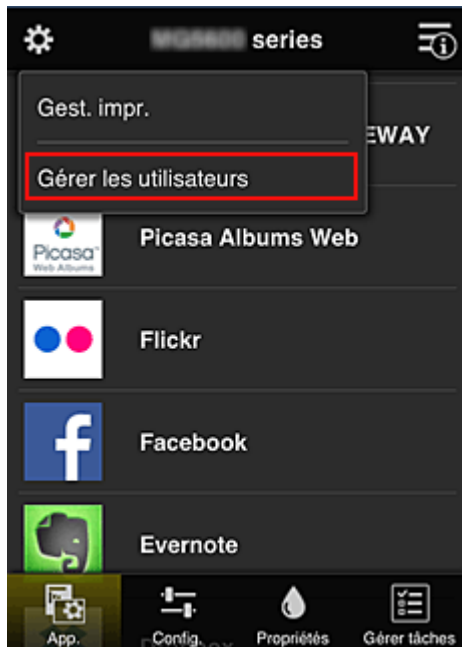 series
Gest. impr.
EWAY
Gérer les utilisateurs
Picasa
Web Albums
Picasa Albums Web
Flickr
Facebook
Evernote
App.
Config.
Propriétés
Gérer tâches